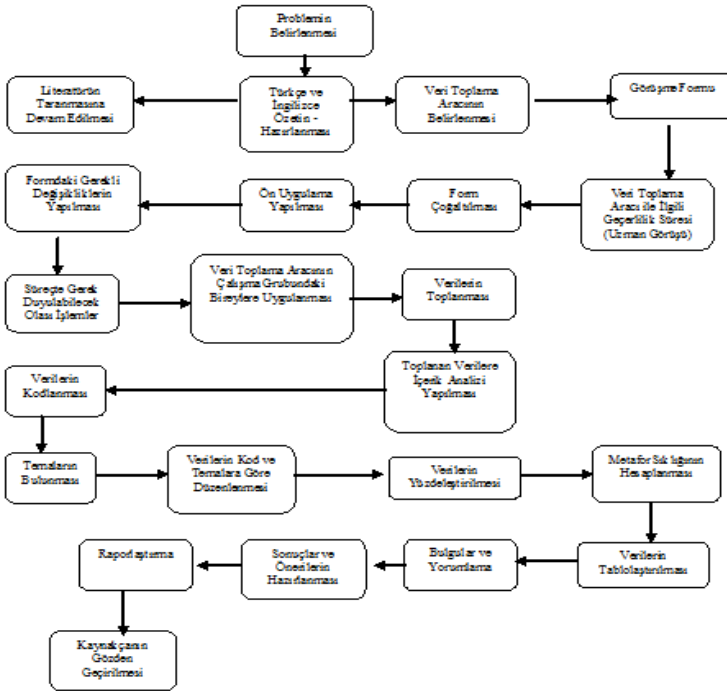 Problemin
Belirlenmesi
Literatürün
Taranmasına
Devam Edilmesi
Türkçe ve
İngilizce
Özetin -
Hazırlanması
Veri Toplama
Aracının
Belirlenmesi
Görüşme Formu
Formdaki Gerekli
Değişikliklerin
Yapılması
Ön Uygulama
Yapılması
Form
Çoğaltılması
Veri Toplama
Aracı ile İlgili
Geçerlilik Süresi
(Uzman Görüşü)
Süreçte Gerek
Duyulabilecek
Olası İşlemler
Veri Toplama Aracının
Çalışma Grubundaki
Bireylere Uygulanması
Verilerin
Toplanması
Verilerin
Kodlanması
Toplanan Verilere
İçerik Analizi
Yapılması
Temaların
Bulunması
Verilerin Kod ve
Temalara Göre
Düzenlenmesi
Verilerin
Yüzdeleştirilmesi
Metafor Sıklığının
Hesaplanması
Raporlaştırma
Sonuçlar ve
Önerilerin
Hazırlanması
Bulgular ve
Yorumlama
Verilerin
Tablolaştırılması
Kaynakçanın
Gözden
Geçirilmesi